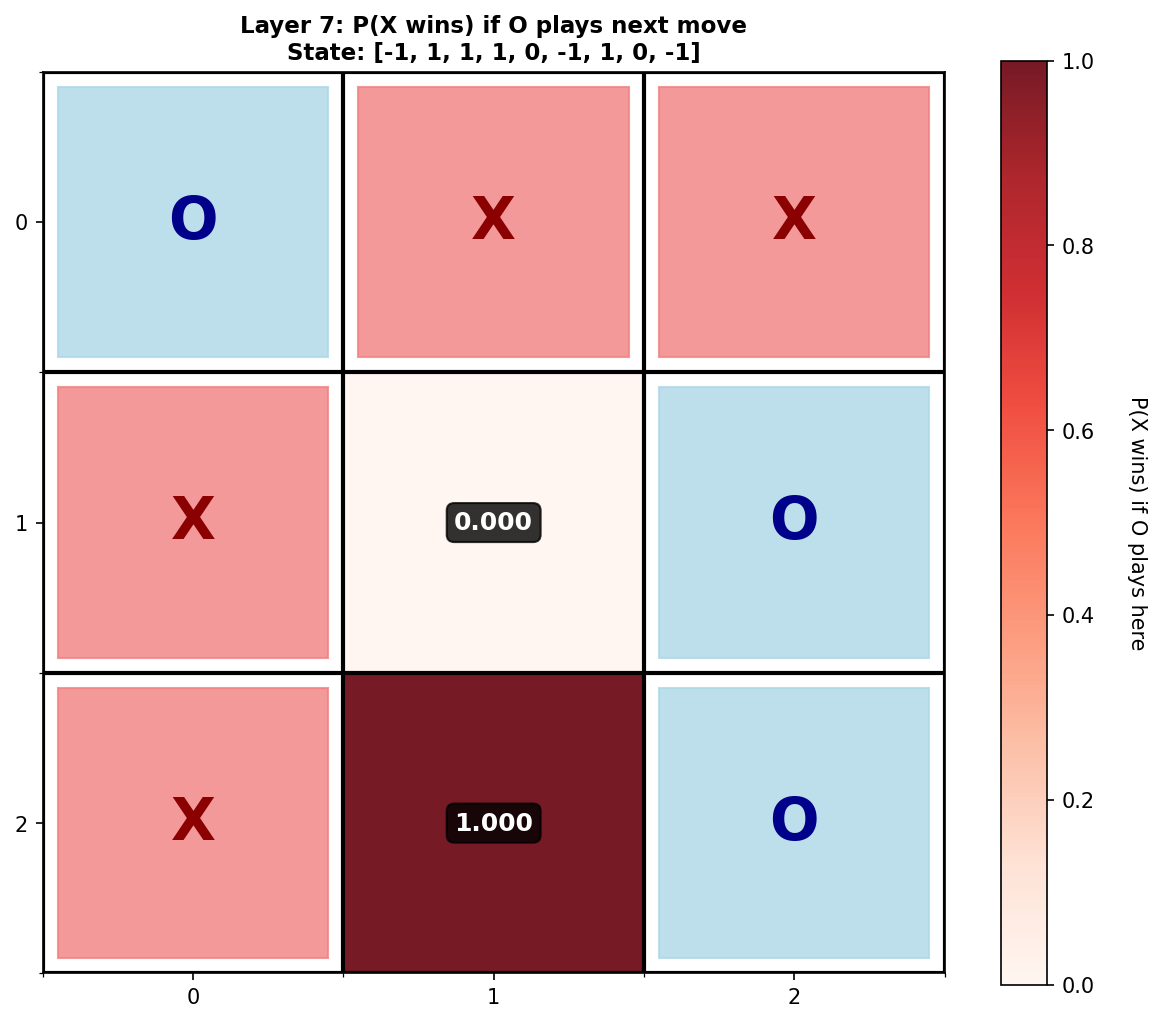 Layer 7: P(X wins) if O plays next move
State: [-1, 1, 1, 1, 0, -1, 1, 0, -1]
0
O
X
X
1
X
0.000
O
2
X
1.000
O
0
1
2
1.0
0.8
0.6
0.4
0.2
0.0
P(X wins) if O plays here